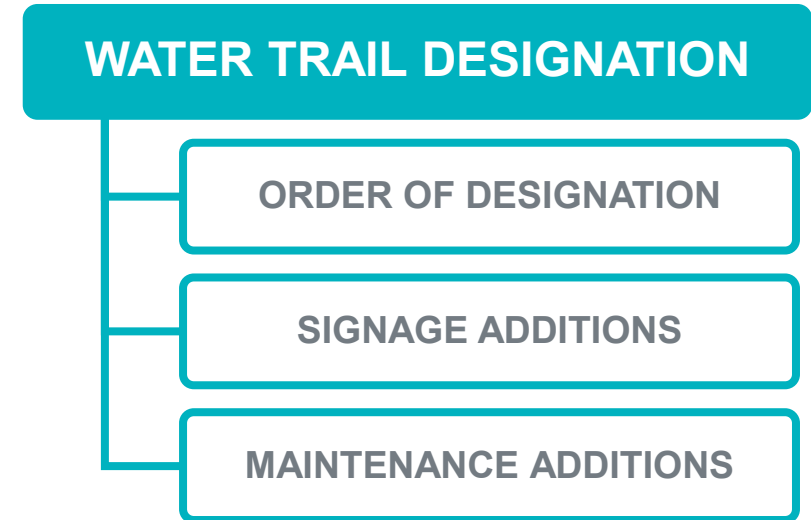 WATER TRAIL DESIGNATION
ORDER OF DESIGNATION
SIGNAGE ADDITIONS
MAINTENANCE ADDITIONS